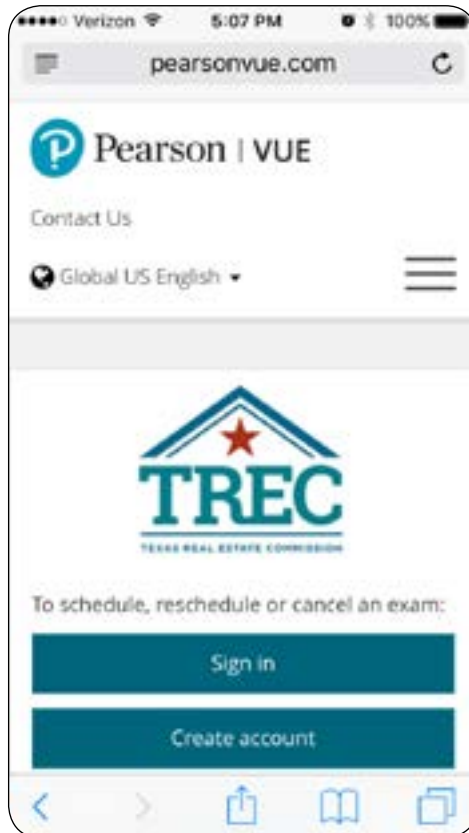 Verizon 5:07 PM 100%
pearsonvue.com
Pearson | VUE
Contact Us
Global US English
TREC
TEXAS REAL ESTATE COMMISSION
To schedule, reschedule or cancel an exam:
Sign in
Create account